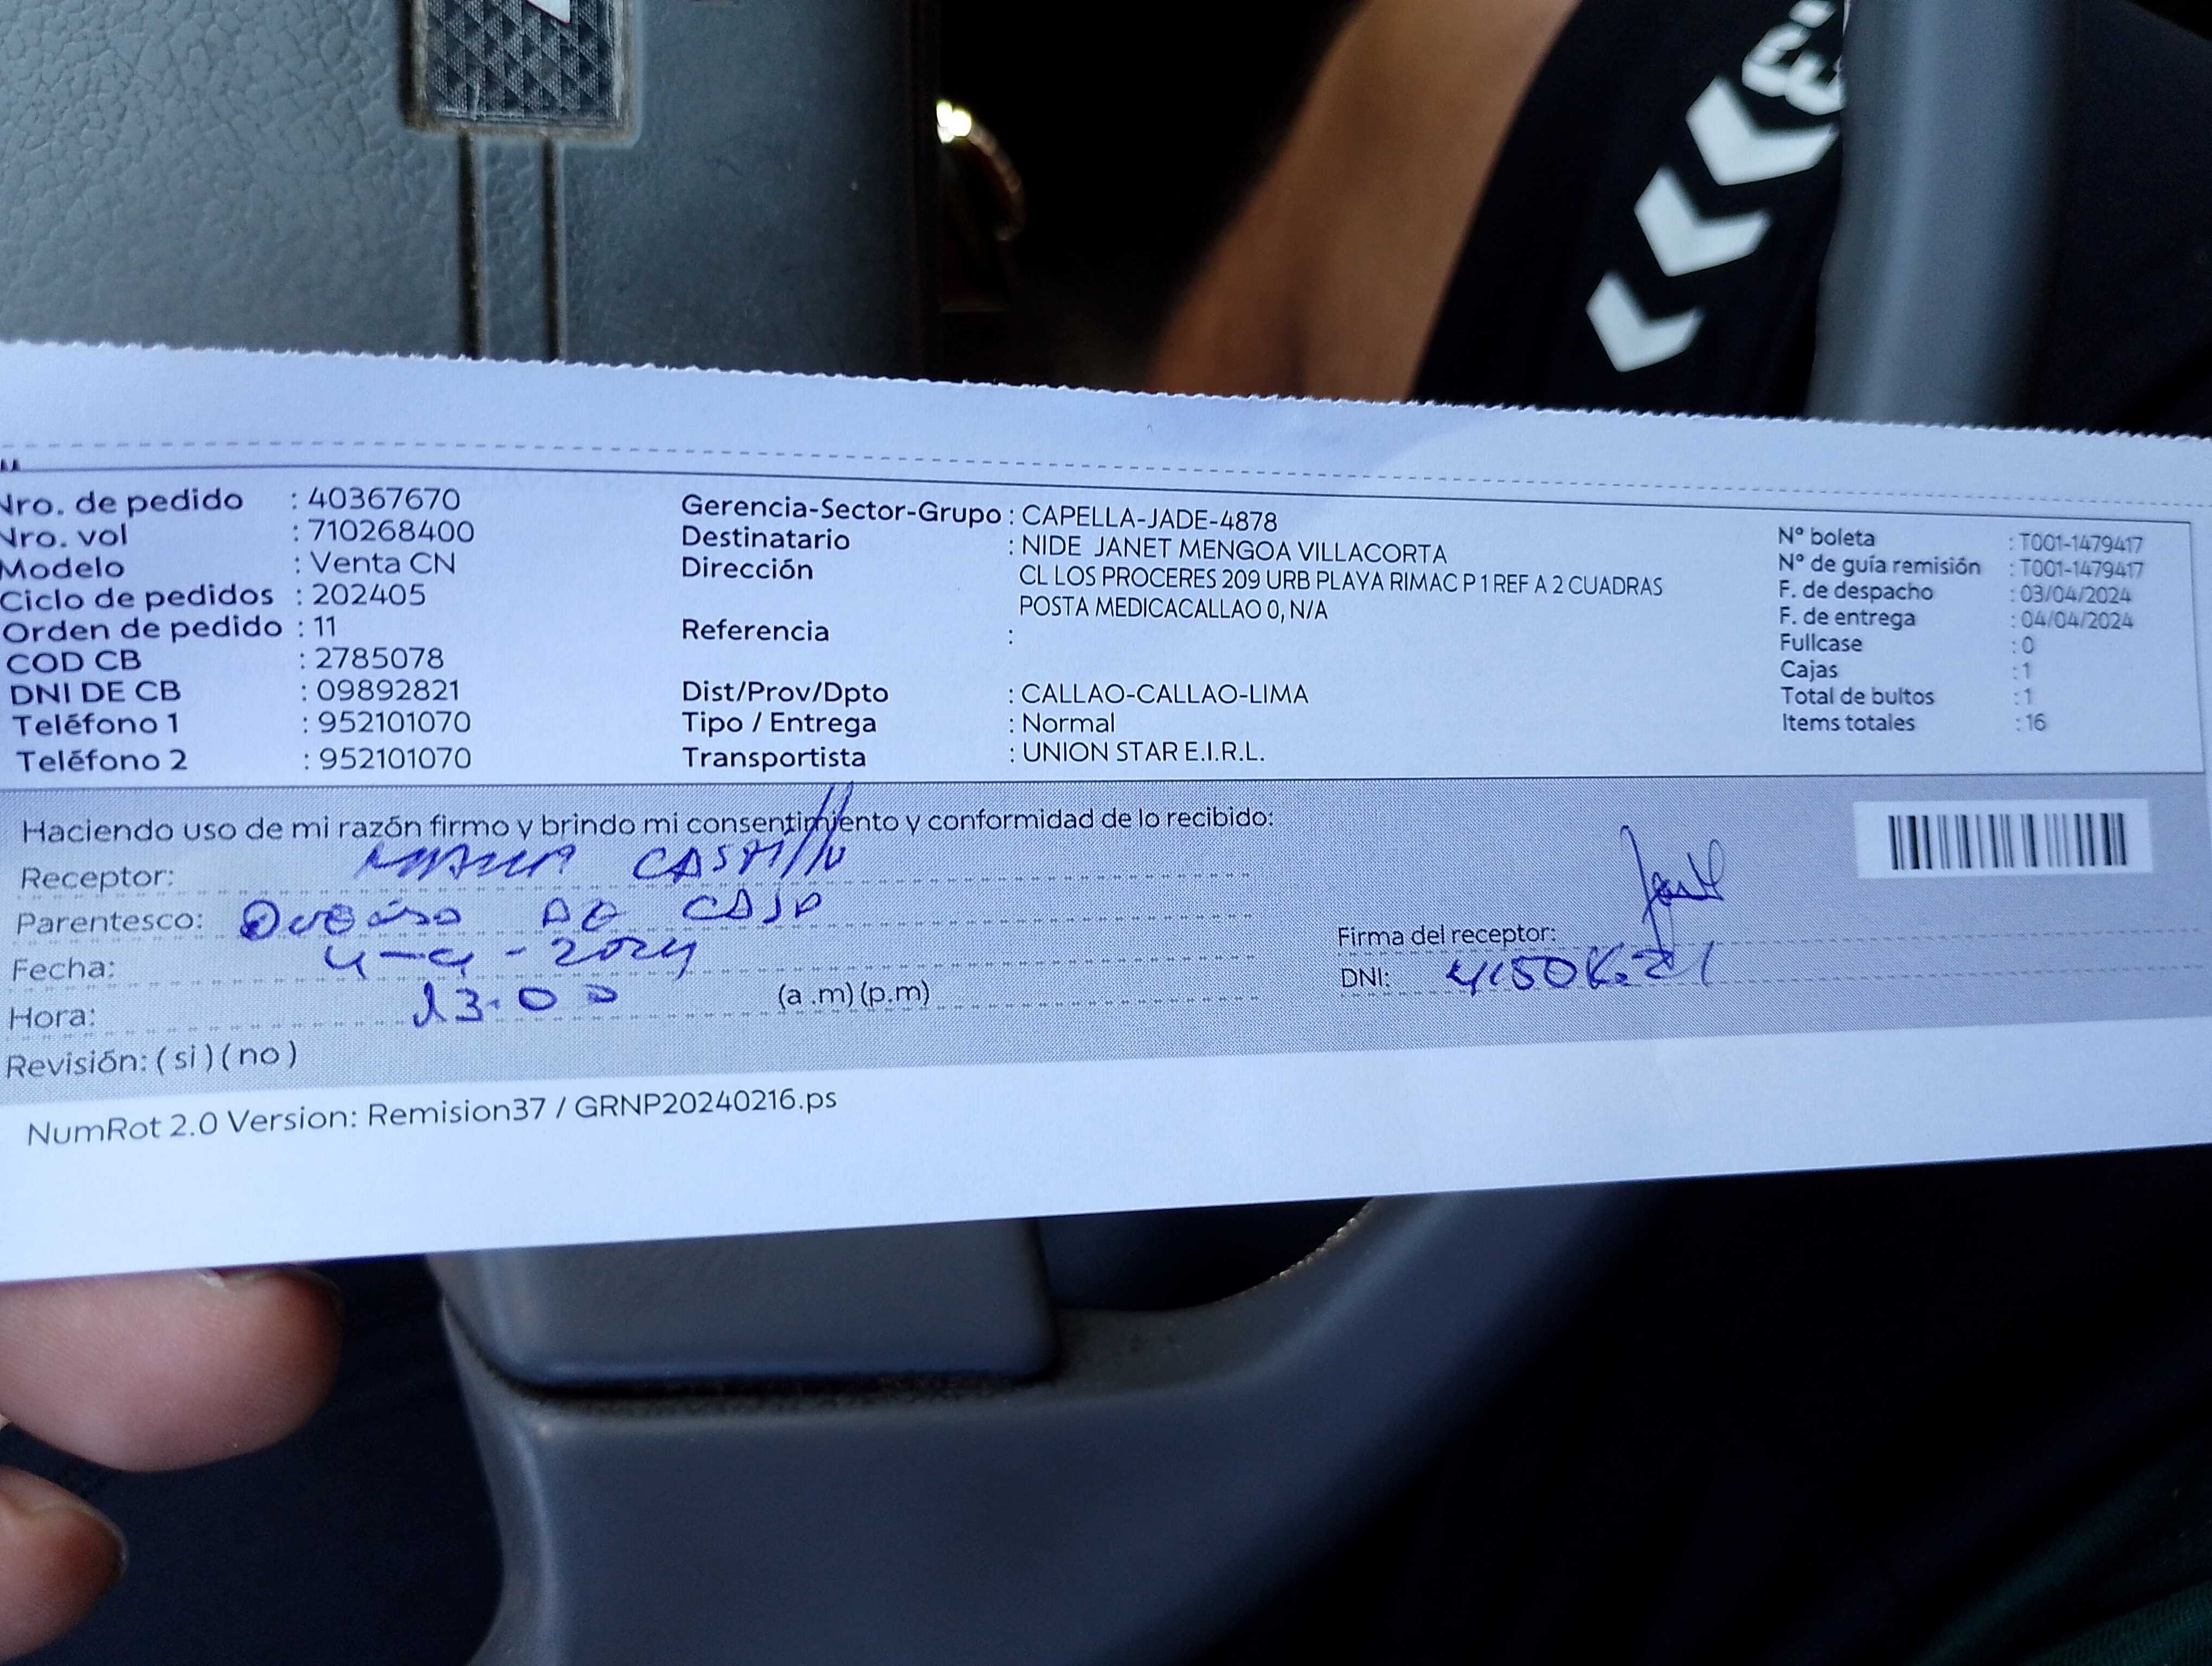 Nro. de pedido : 40367670
Nro. vol : 710268400
Modelo : Venta CN
Ciclo de pedidos : 202405
Orden de pedido : 11
COD CB : 2785078
DNI DE CB : 09892821
Teléfono 1 : 952101070
Teléfono 2 : 952101070
Gerencia-Sector-Grupo : CAPELLA-JADE-4878
Destinatario : NIDE JANET MENGOA VILLACORTA
Dirección CL LOS PROCERES 209 URB PLAYA RIMAC P 1 REF A 2 CUADRAS
POSTA MEDICACALLAO 0, N/A
Referencia :
Dist/Prov/Dpto : CALLAO-CALLAO-LIMA
Tipo / Entrega : Normal
Transportista : UNION STAR E.I.R.L.
Nº boleta : T001-1479417
Nº de guía remisión : T001-1479417
F. de despacho : 03/04/2024
F. de entrega : 04/04/2024
Fullcase : 0
Cajas : 1
Total de bultos : 1
Items totales : 16
Haciendo uso de mi razón firmo y brindo mi consentimiento y conformidad de lo recibido:
Receptor: CASTILLO
Parentesco: DE CASA
Fecha: 4-4-2024
Hora: 13:00 (a .m) (p.m)
Revisión: ( si ) ( no )
Firma del receptor:
DNI:
NumRot 2.0 Version: Remision37 / GRNP20240216.ps